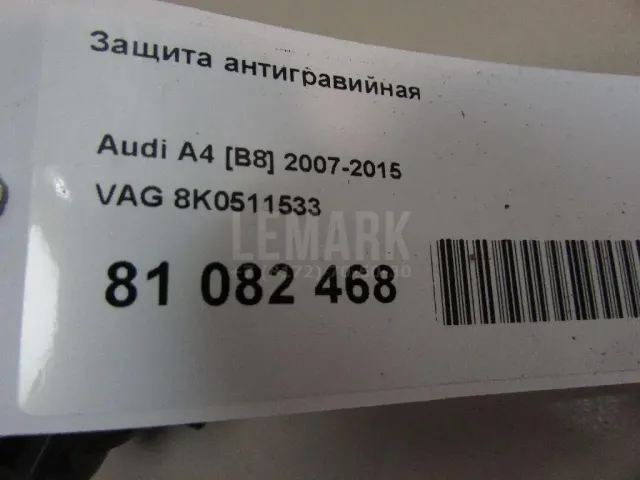 Защита антигравийная
Audi A4 [B8] 2007-2015
VAG 8K0511533
LEMARK
81 082 468